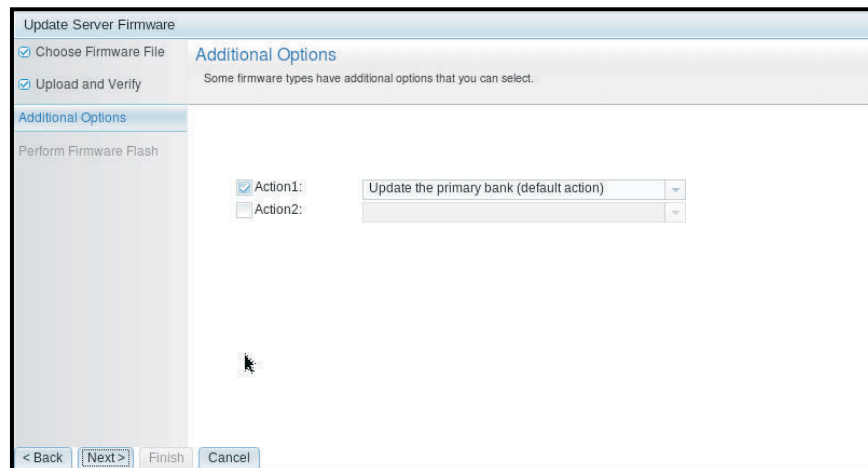 Update Server Firmware
Choose Firmware File
Upload and Verify
Additional Options
Perform Firmware Flash
Additional Options
Some firmware types have additional options that you can select.
Action1: Update the primary bank (default action)
Action2:
< Back Next > Finish Cancel